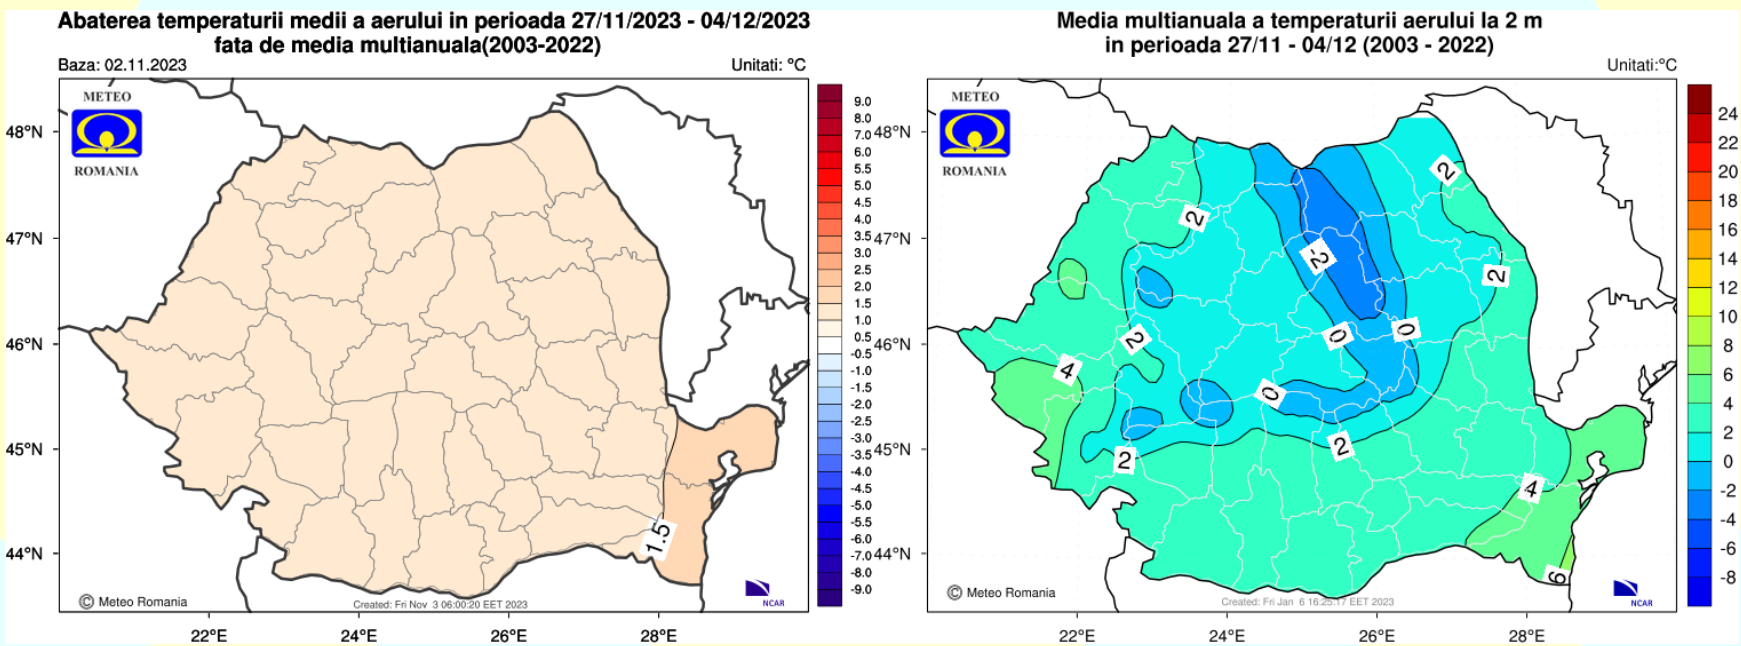 Abaterea temperaturii medii a aerului in perioada 27/11/2023 - 04/12/2023
fata de media multianuala(2003-2022)
Baza: 02.11.2023
Unitati: °C
METEO
ROMANIA
48°N
47°N
46°N
45°N
44°N
1.5
© Meteo Romania
Created: Fri Nov 3 06:00:20 EET 2023
NCAR
22°E
24°E
26°E
28°E
9.0
8.0
7.0
6.0
5.5
5.0
4.5
4.0
3.5
3.0
2.5
2.0
1.5
1.0
0.5
-0.5
-1.0
-1.5
-2.0
-2.5
-3.0
-3.5
-4.0
-4.5
-5.0
-5.5
-6.0
-7.0
-8.0
-9.0
Media multianuala a temperaturii aerului la 2 m
in perioada 27/11 - 04/12 (2003 - 2022)
Unitati:°C
METEO
ROMANIA
48°N
47°N
46°N
45°N
44°N
2
2
-2
2
2
0
0
4
0
2
2
4
6
© Meteo Romania
Created: Fri Jan 6 16:25:17 EET 2023
NCAR
22°E
24°E
26°E
28°E
24
22
20
18
16
14
12
10
8
6
4
2
0
-2
-4
-6
-8